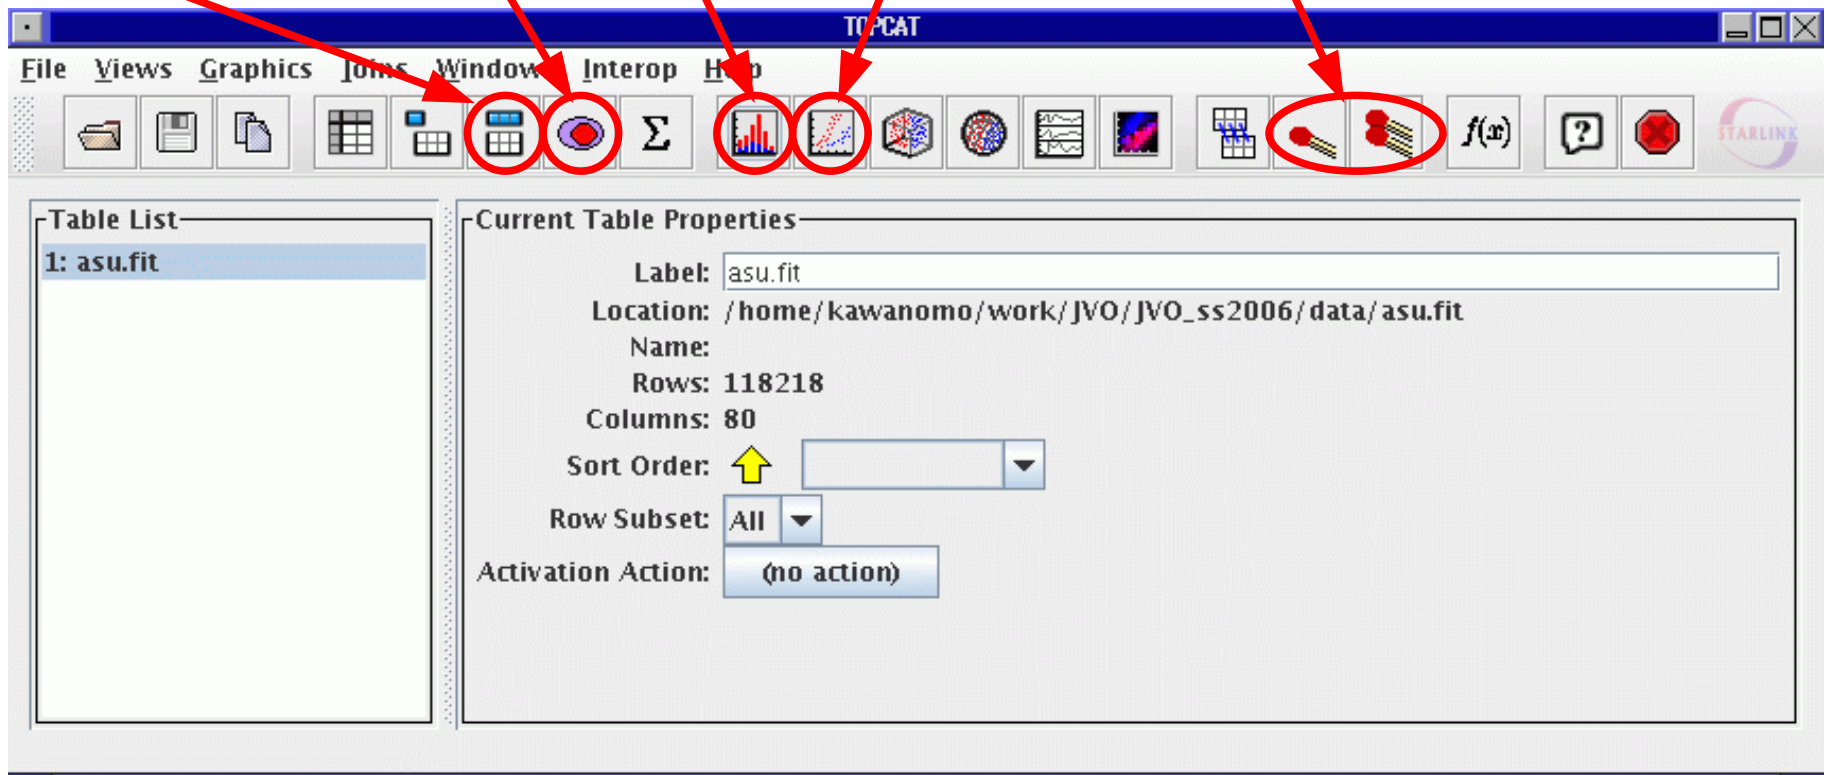 TOPCAT
File Views Graphics Joins Windows Interop Help
Σ f(x) ? STARLINK
Table List
1: asu.fit
Current Table Properties
Label: asu.fit
Location: /home/kawanomo/work/JVO/JVO_ss2006/data/asu.fit
Name:
Rows: 118218
Columns: 80
Sort Order:
Row Subset: All
Activation Action: (no action)